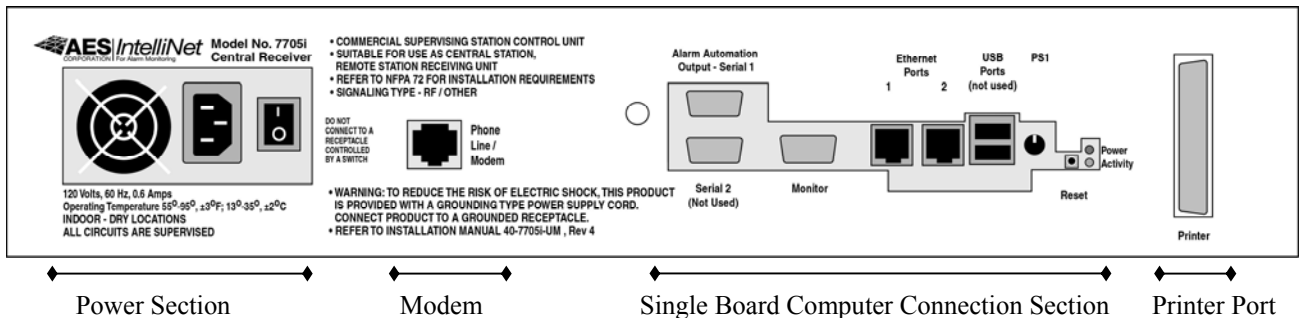 AES IntelliNet
CORPORATION For Alarm Monitoring
Model No. 7705i
Central Receiver
120 Volts, 60 Hz, 0.6 Amps
Operating Temperature 55⁰-95⁰, ±3⁰F; 13⁰-35⁰, ±2⁰C
INDOOR - DRY LOCATIONS
ALL CIRCUITS ARE SUPERVISED
• COMMERCIAL SUPERVISING STATION CONTROL UNIT
• SUITABLE FOR USE AS CENTRAL STATION,
REMOTE STATION RECEIVING UNIT
• REFER TO NFPA 72 FOR INSTALLATION REQUIREMENTS
• SIGNALING TYPE - RF / OTHER
DO NOT
CONNECT TO A
RECEPTACLE
CONTROLLED
BY A SWITCH
Phone
Line /
Modem
• WARNING: TO REDUCE THE RISK OF ELECTRIC SHOCK, THIS PRODUCT
IS PROVIDED WITH A GROUNDING TYPE POWER SUPPLY CORD.
CONNECT PRODUCT TO A GROUNDED RECEPTACLE.
• REFER TO INSTALLATION MANUAL 40-7705i-UM , Rev 4
Alarm Automation
Output - Serial 1
Serial 2
(Not Used)
Monitor
Ethernet
Ports
1 2
USB
Ports
(not used)
PS1
Power
Activity
Reset
Printer
Power Section
Modem
Single Board Computer Connection Section
Printer Port